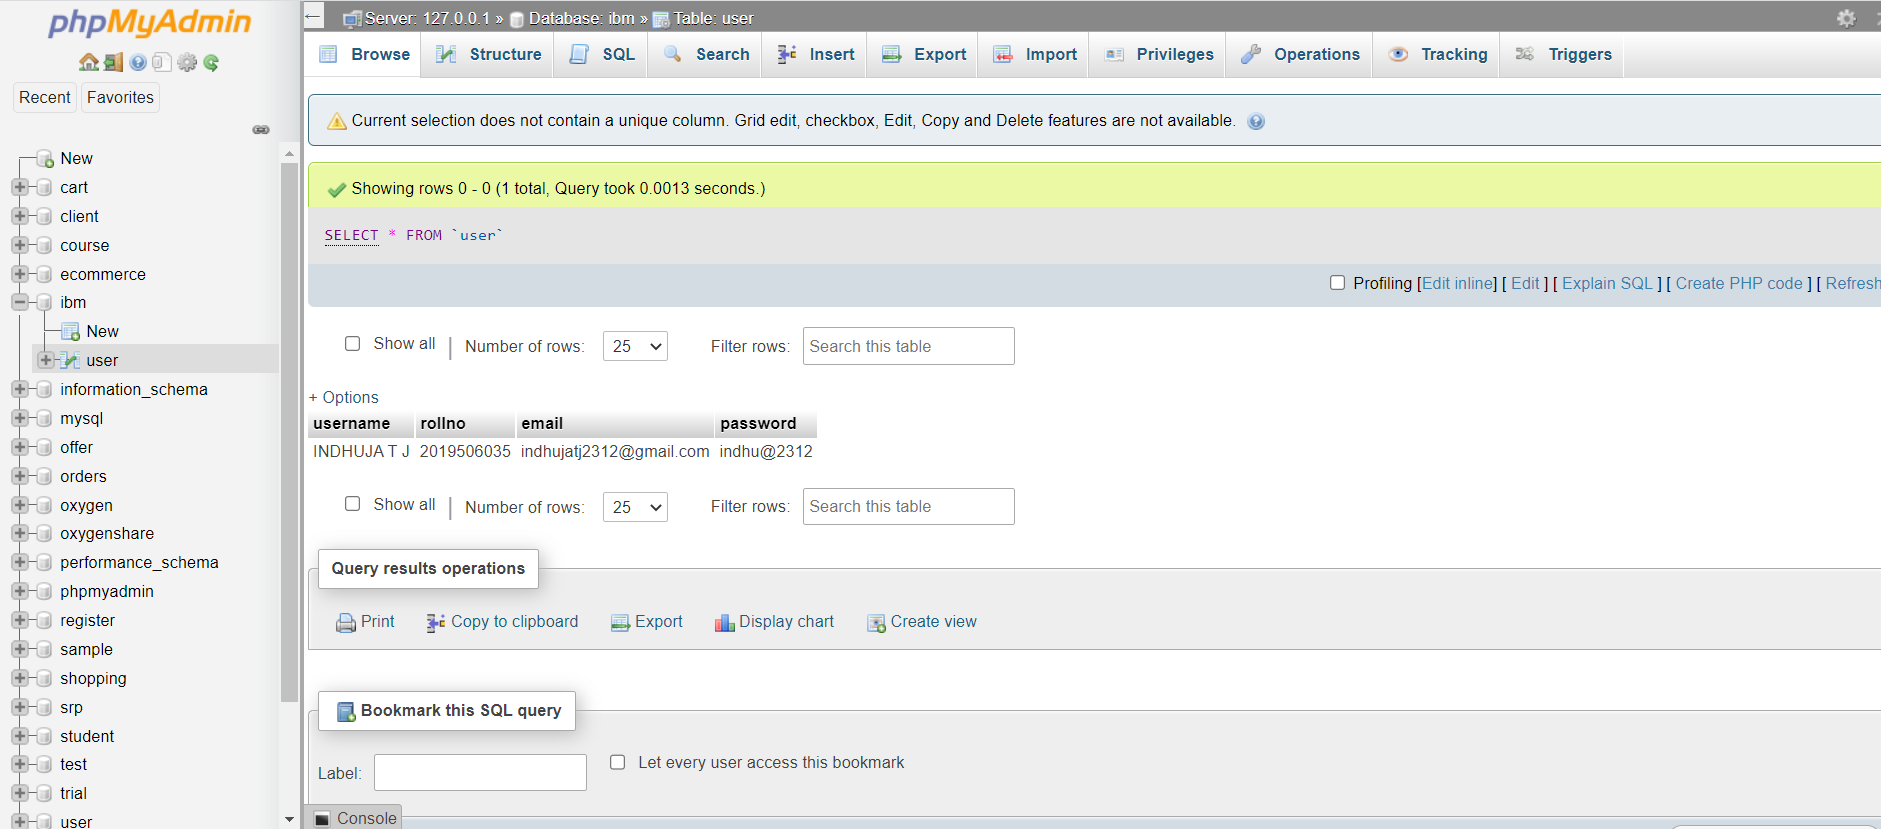 phpMyAdmin
Recent Favorites
New
cart
client
course
ecommerce
ibm
New
user
information_schema
mysql
offer
orders
oxygen
oxygenshare
performance_schema
phpmyadmin
register
sample
shopping
srp
student
test
trial
user
Server: 127.0.0.1 » Database: ibm » Table: user
Browse Structure SQL Search Insert Export Import Privileges Operations Tracking Triggers
Current selection does not contain a unique column. Grid edit, checkbox, Edit, Copy and Delete features are not available.
Showing rows 0 - 0 (1 total, Query took 0.0013 seconds.)
SELECT * FROM `user`
Profiling [Edit inline] [ Edit ] [ Explain SQL ] [ Create PHP code ] [ Refresh
Show all | Number of rows: 25 Filter rows: Search this table
+ Options
username rollno email password
INDHUJA T J 2019506035 indhujatj2312@gmail.com indhu@2312
Show all | Number of rows: 25 Filter rows: Search this table
Query results operations
Print Copy to clipboard Export Display chart Create view
Bookmark this SQL query
Label: Let every user access this bookmark
Console